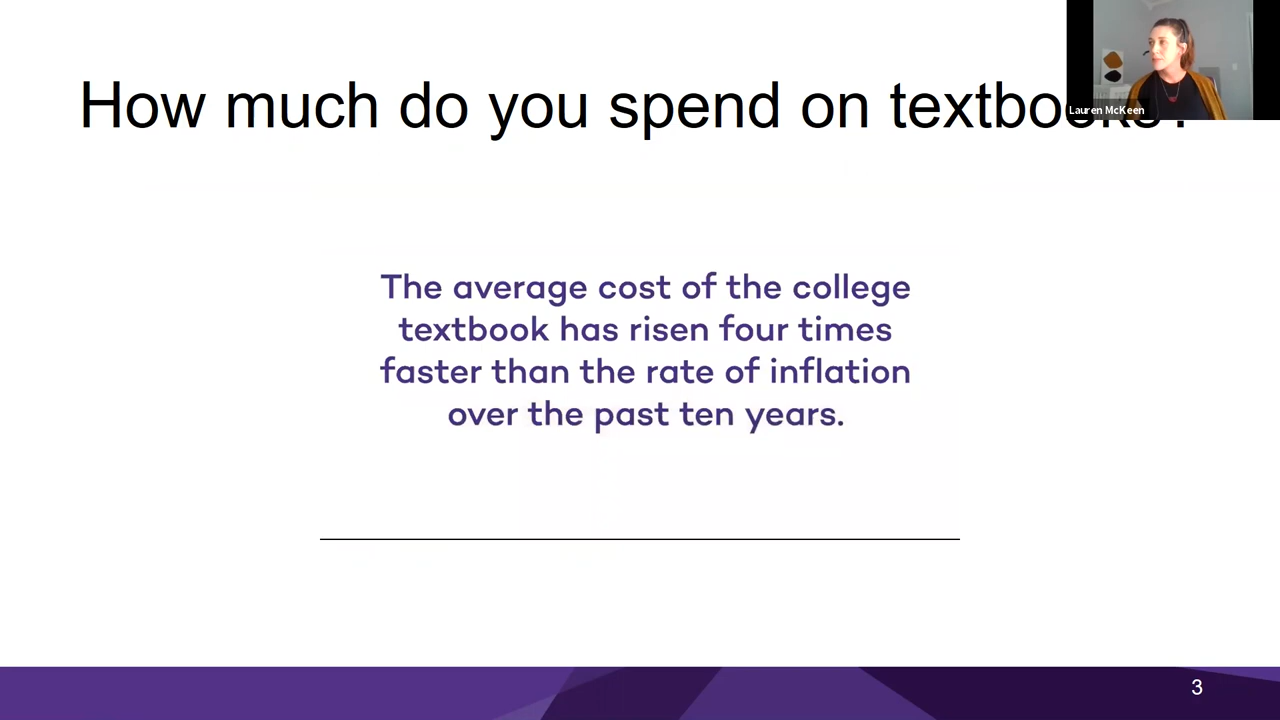 How much do you spend on textbooks?
Lauren McKeen
The average cost of the college
textbook has risen four times
faster than the rate of inflation
over the past ten years.
3